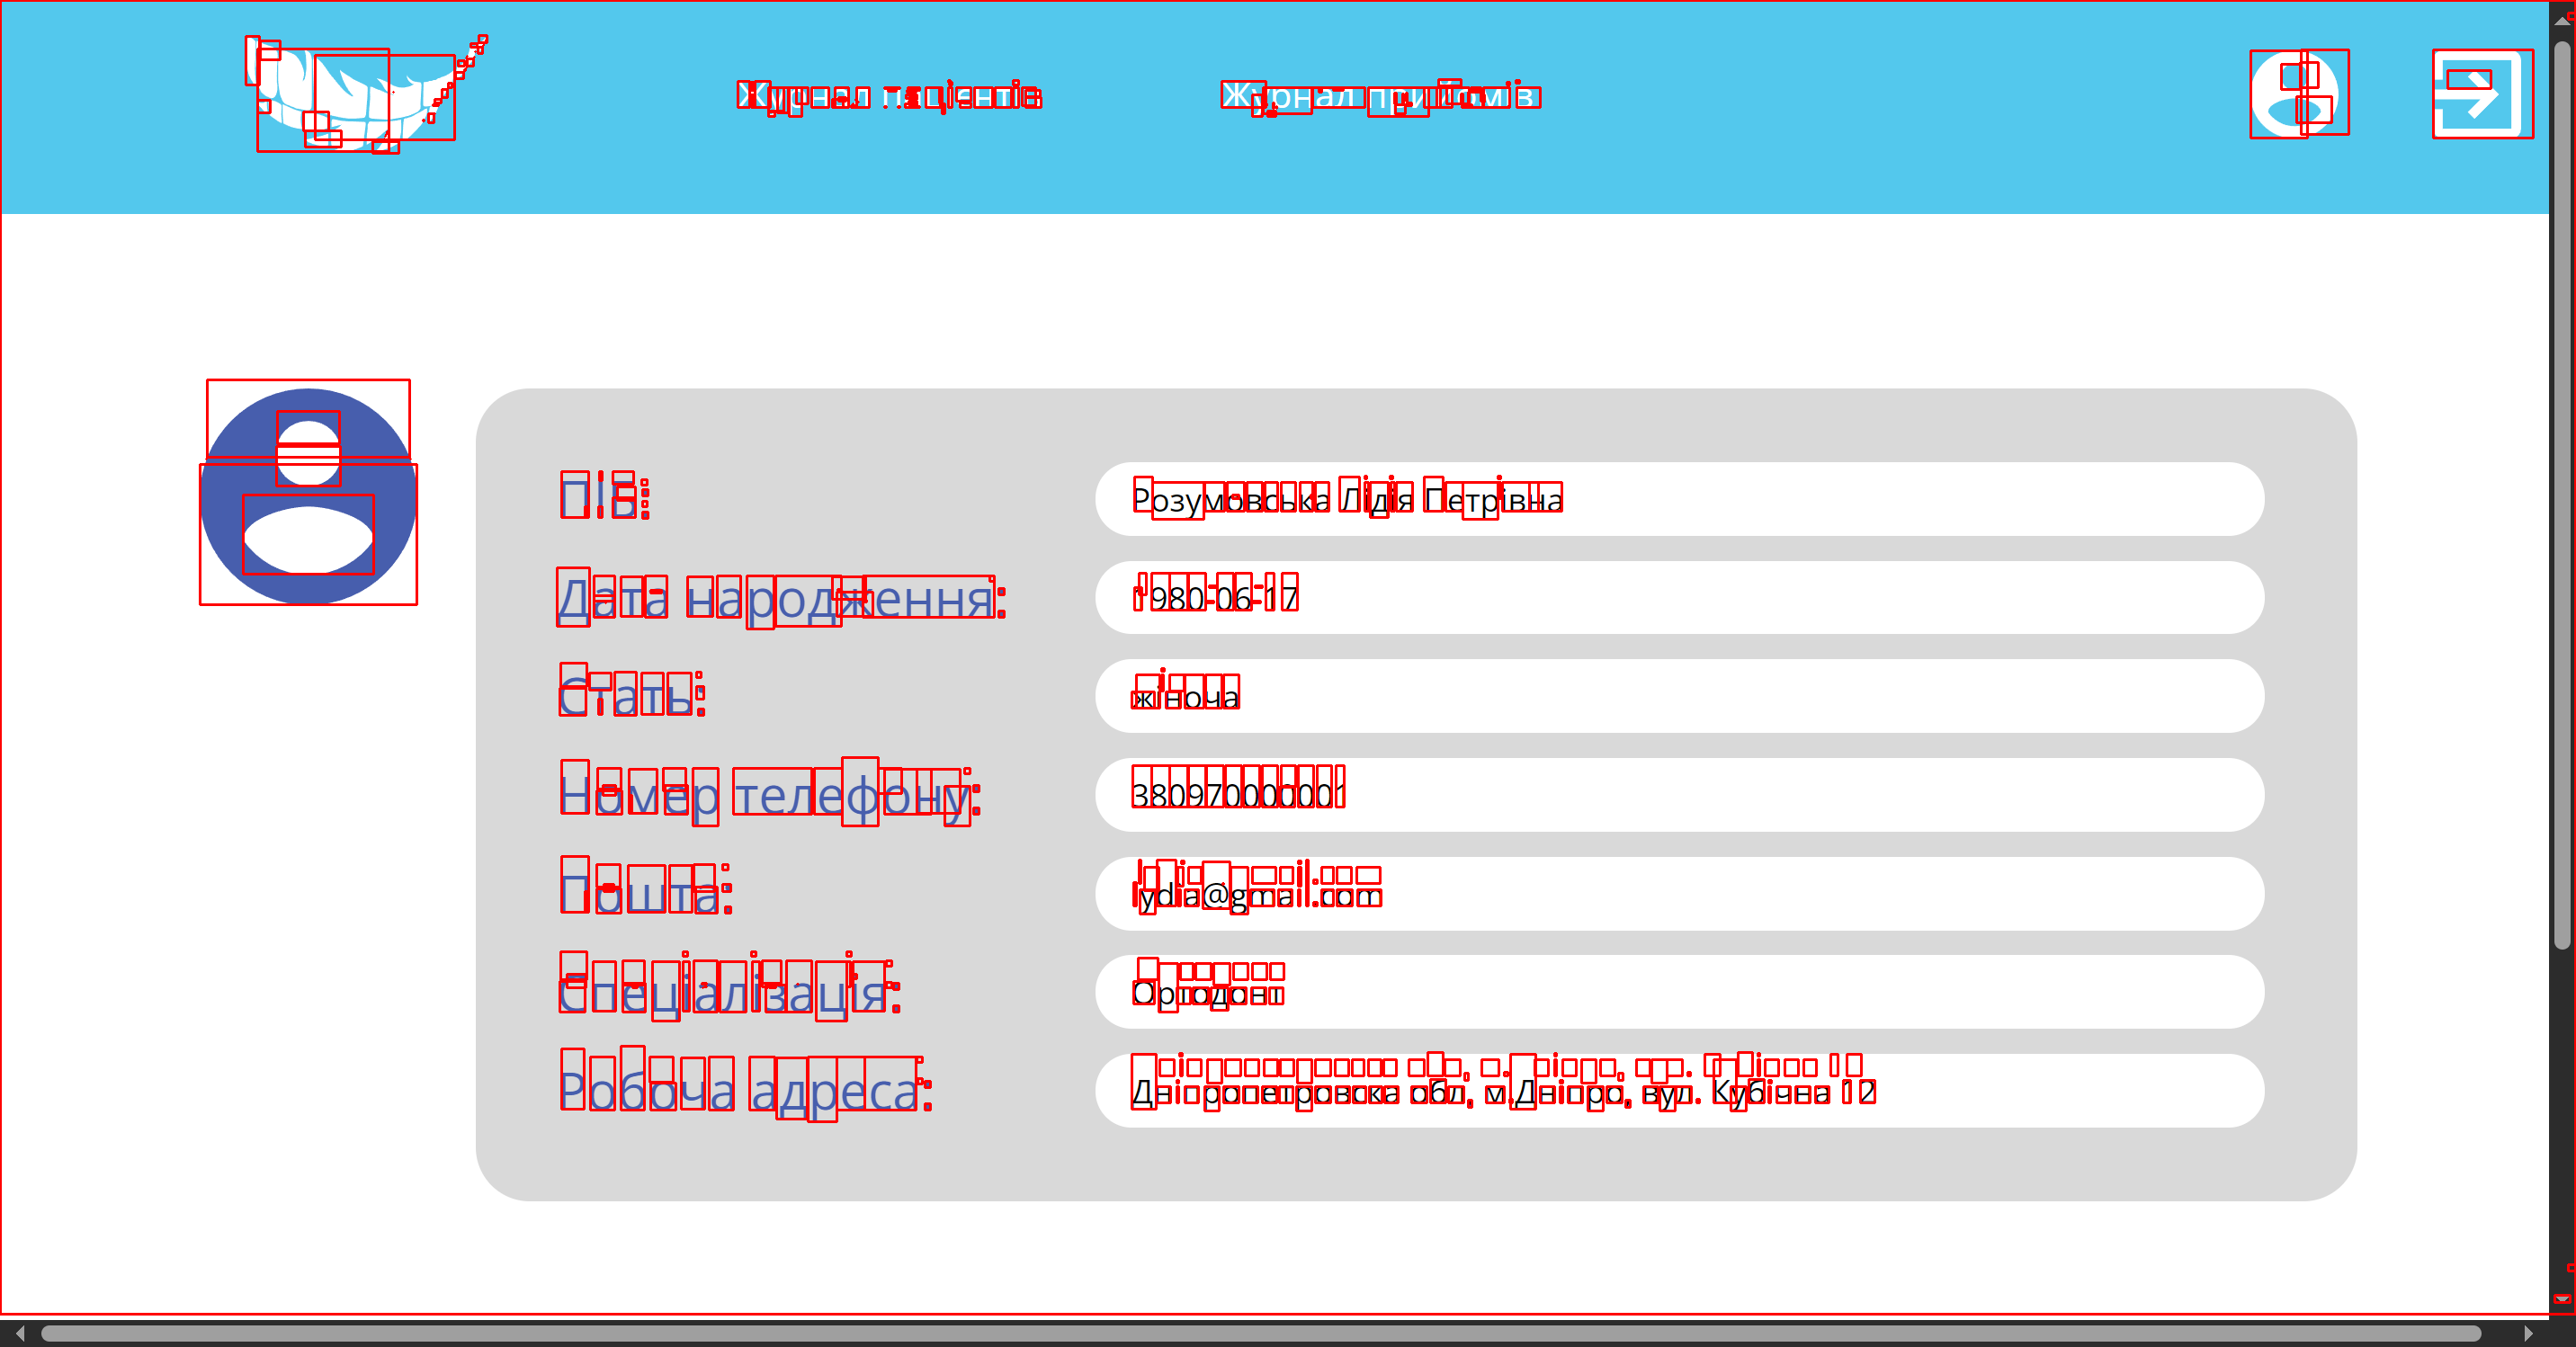 Журнал пацієнтів
Журнал прийомів
ПІБ:
Розумовська Лідія Петрівна
Дата народження:
1980-06-17
Стать:
жіноча
Номер телефону:
380970000001
Пошта:
lydia@gmail.com
Спеціалізація:
Ортодонт
Робоча адреса:
Дніпропетровска обл, м.Дніпро, вул. Кубічна 12